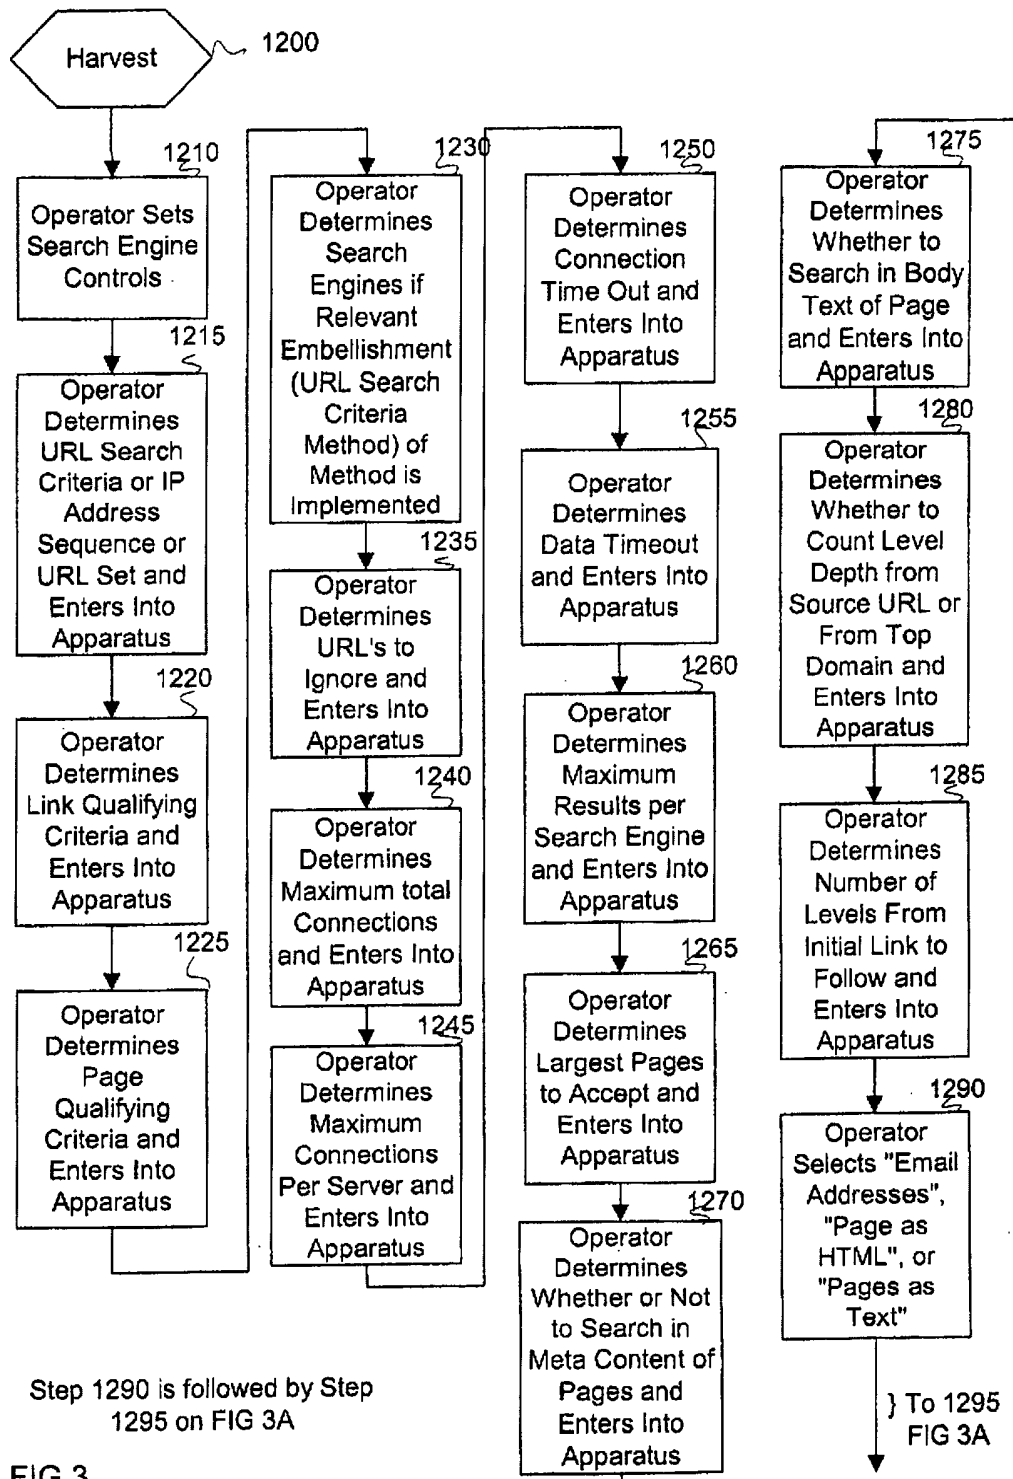 Harvest
1200
1210
Operator Sets
Search Engine
Controls
1215
Operator
Determines
URL Search
Criteria or IP
Address
Sequence or
URL Set and
Enters Into
Apparatus
1220
Operator
Determines
Link Qualifying
Criteria and
Enters Into
Apparatus
1225
Operator
Determines
Page
Qualifying
Criteria and
Enters Into
Apparatus
1230
Operator
Determines
Search
Engines if
Relevant
Embellishment
(URL Search
Criteria
Method) of
Method is
Implemented
1235
Operator
Determines
URL's to
Ignore and
Enters Into
Apparatus
1240
Operator
Determines
Maximum total
Connections
and Enters Into
Apparatus
1245
Operator
Determines
Maximum
Connections
Per Server and
Enters Into
Apparatus
1250
Operator
Determines
Connection
Time Out and
Enters Into
Apparatus
1255
Operator
Determines
Data Timeout
and Enters Into
Apparatus
1260
Operator
Determines
Maximum
Results per
Search Engine
and Enters Into
Apparatus
1265
Operator
Determines
Largest Pages
to Accept and
Enters Into
Apparatus
1270
Operator
Determines
Whether or Not
to Search in
Meta Content of
Pages and
Enters Into
Apparatus
1275
Operator
Determines
Whether to
Search in Body
Text of Page
and Enters Into
Apparatus
1280
Operator
Determines
Whether to
Count Level
Depth from
Source URL or
From Top
Domain and
Enters Into
Apparatus
1285
Operator
Determines
Number of
Levels From
Initial Link to
Follow and
Enters Into
Apparatus
1290
Operator
Selects "Email
Addresses",
"Page as
HTML", or
"Pages as
Text"
} To 1295
FIG 3A
Step 1290 is followed by Step
1295 on FIG 3A
FIG 3